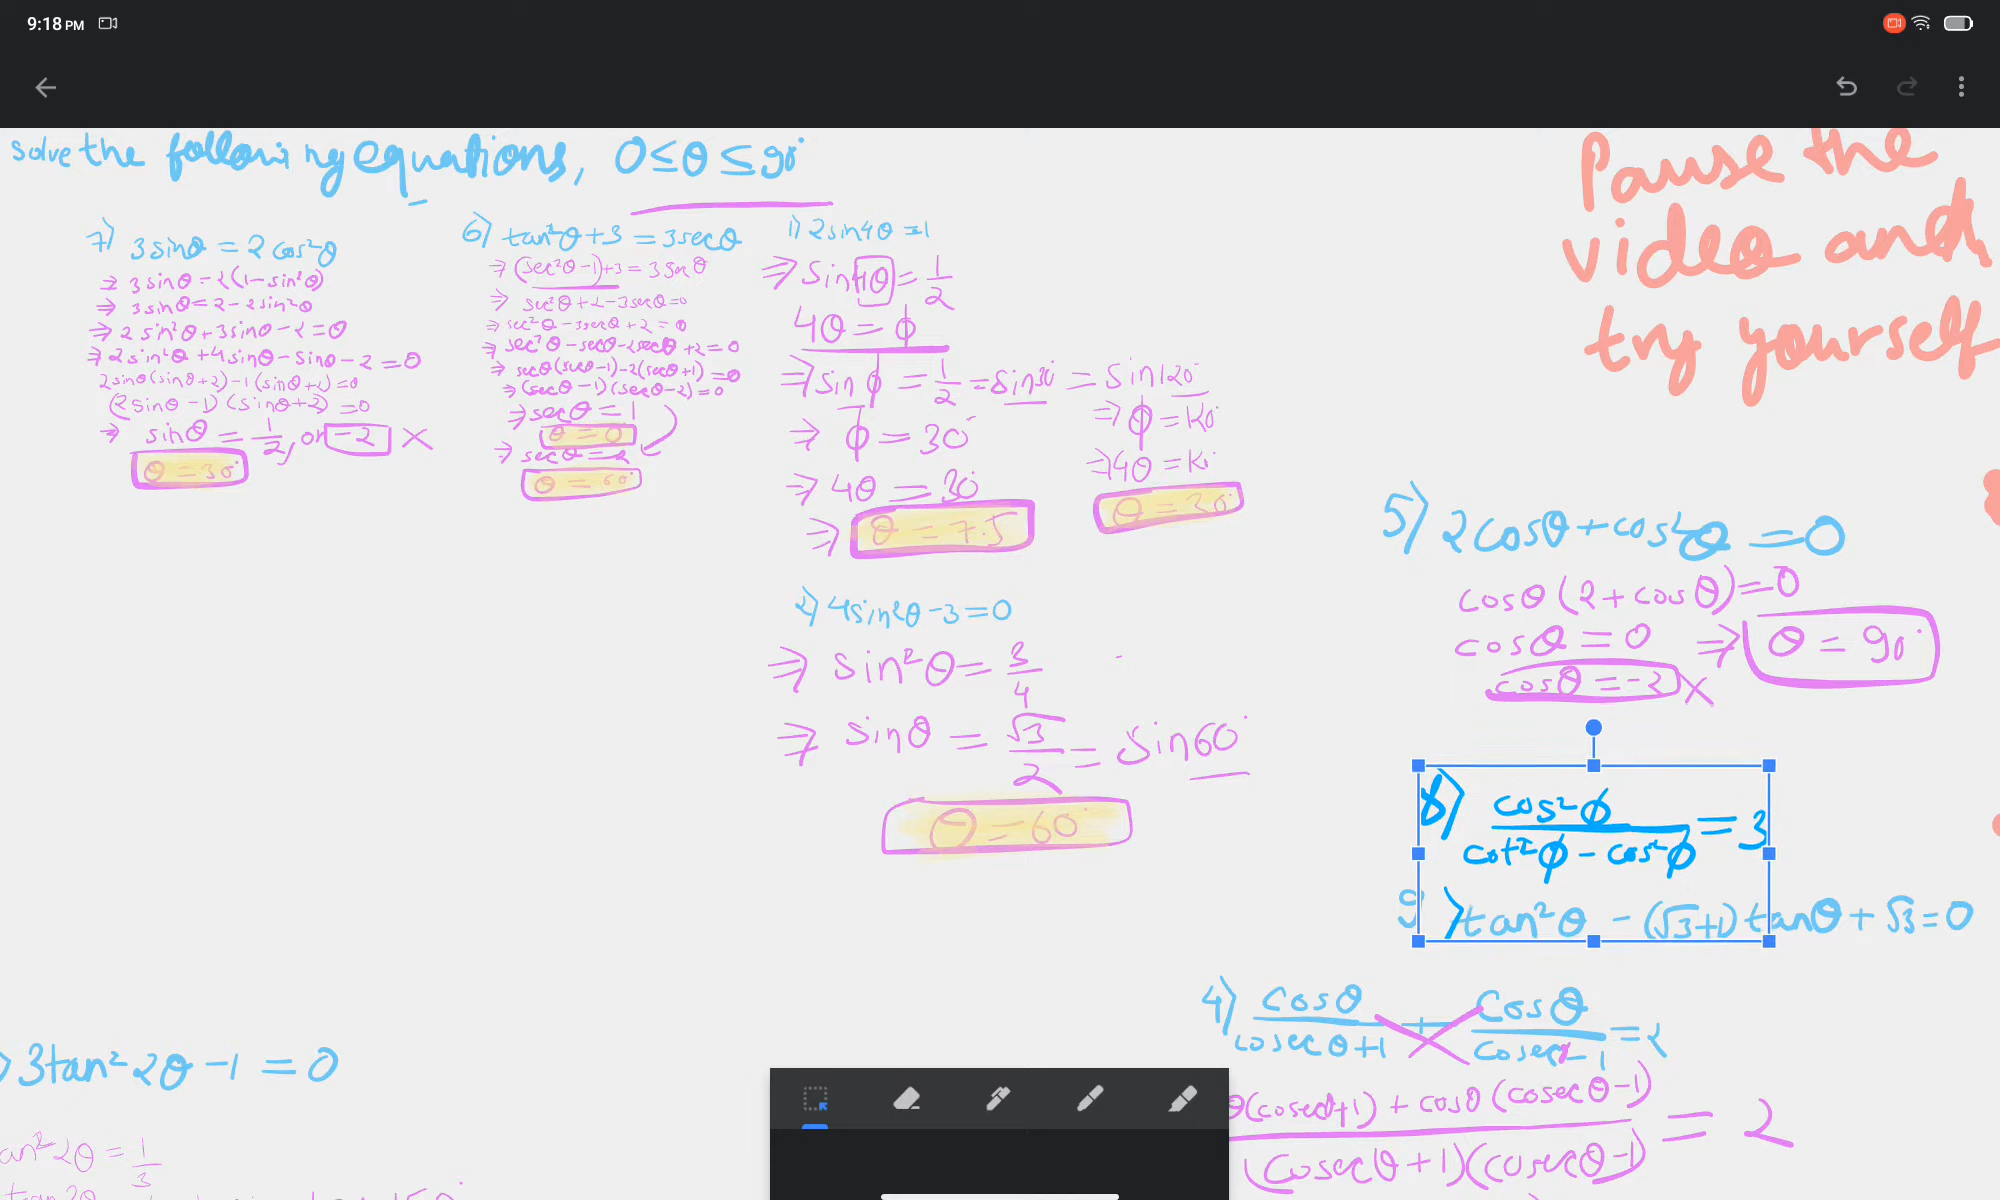 9:18 PM
solve the following equations, 0≤θ≤90°
Pause the
video and
try yourself
7) 3sinθ = 2cos²θ
⇒ 3sinθ = 2(1-sin²θ)
⇒ 3sinθ = 2-2sin²θ
⇒ 2sin²θ+3sinθ-2=0
⇒ 2sin²θ+4sinθ-sinθ-2=0
2sinθ(sinθ+2)-1(sinθ+2)=0
(2sinθ-1)(sinθ+2)=0
⇒ sinθ = 1/2, or -2 ×
θ = 30°
6) tan²θ+3 = 3secθ
⇒ (sec²θ-1)+3 = 3secθ
⇒ sec²θ+2-3secθ=0
⇒ sec²θ-3secθ+2=0
⇒ sec²θ-secθ-2secθ+2=0
⇒ secθ(secθ-1)-2(secθ+1)=0
⇒ (secθ-1)(secθ-2)=0
⇒ secθ = 1
θ = 0°
⇒ secθ = 2
θ = 60°
1) 2sin4θ=1
⇒ sin4θ = 1/2
4θ = ϕ
⇒ sinϕ = 1/2 = sin30° = sin120°
⇒ ϕ = 30°
⇒ 4θ = 30°
⇒ θ = 7.5
θ = 30°
2) 4sin²θ-3=0
⇒ sin²θ = 3/4
⇒ sinθ = √3/2 = sin60°
θ = 60°
5) 2cosθ+cos²θ = 0
cosθ(2+cosθ)=0
cosθ = 0 ⇒ θ = 90°
cosθ = -2 ×
8) cos²ϕ/(cot²ϕ - cos²ϕ) = 3
9) tan²θ - (√3+1)tanθ + √3 = 0
4) cosθ/(cosecθ+1) + cosθ/(cosec-1) = 2
(cosecθ+1) + cosθ(cosecθ-1)
(cosecθ+1)(cosecθ-1) = 2
) 3tan²2θ-1 = 0
an²2θ = 1/3